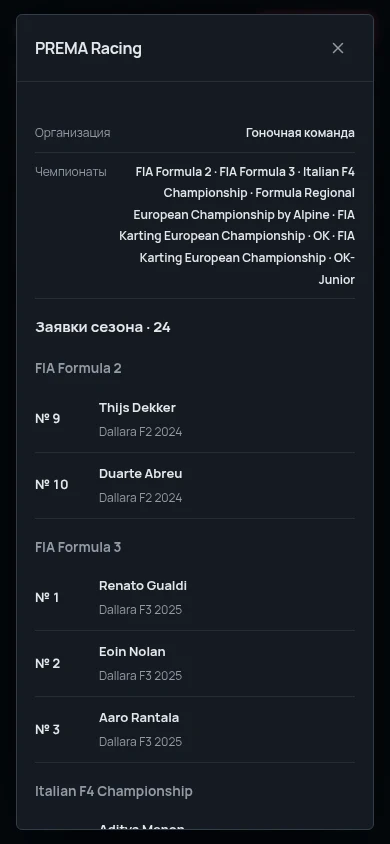 PREMA Racing
Организация
Гоночная команда
Чемпионаты
FIA Formula 2 · FIA Formula 3 · Italian F4
Championship · Formula Regional
European Championship by Alpine · FIA
Karting European Championship · OK · FIA
Karting European Championship · OK-
Junior
Заявки сезона · 24
FIA Formula 2
№ 9
Thijs Dekker
Dallara F2 2024
№ 10
Duarte Abreu
Dallara F2 2024
FIA Formula 3
№ 1
Renato Gualdi
Dallara F3 2025
№ 2
Eoin Nolan
Dallara F3 2025
№ 3
Aaro Rantala
Dallara F3 2025
Italian F4 Championship
Aditya Menon